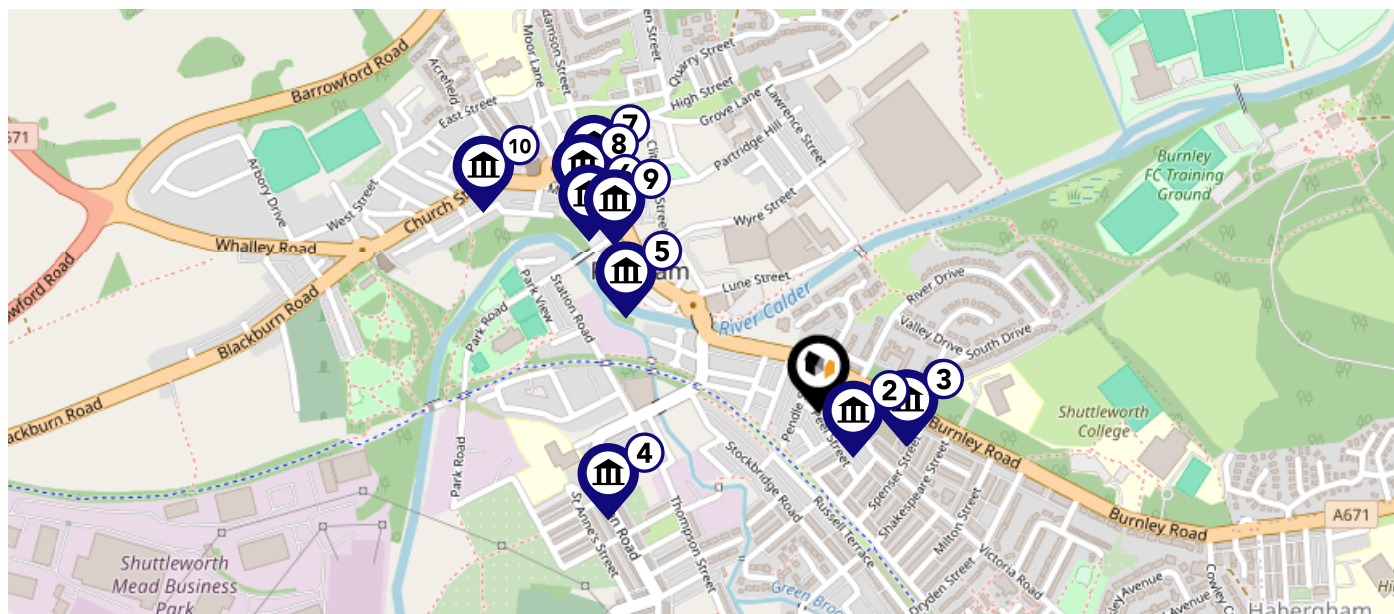 Barrowford Road
Acrefield
Moor Lane
Quarry Street
High Street
Grove Lane
Lawrence Street
East Street
Partridge Hill
671
7
8
10
9
5
Arbory Drive
West Street
Church
Whalley Road
Wyre Street
Burnley
FC Training
Ground
Lune Street
River Calder
River Drive
Valley Drive
South Drive
Park View
Station Road
Park Road
Blackburn Road
Pendle
2
3
Shuttleworth
College
Burnley Road
4
Park Road
Stockbridge Road
Spenser Street
Shakespeare Street
Milton Street
Russell Terrace
Thompson Street
St Anne's Street
Road
Burnley Road
A671
Victoria Road
Dryden Street
Shuttleworth
Mead Business
Park
Habergham